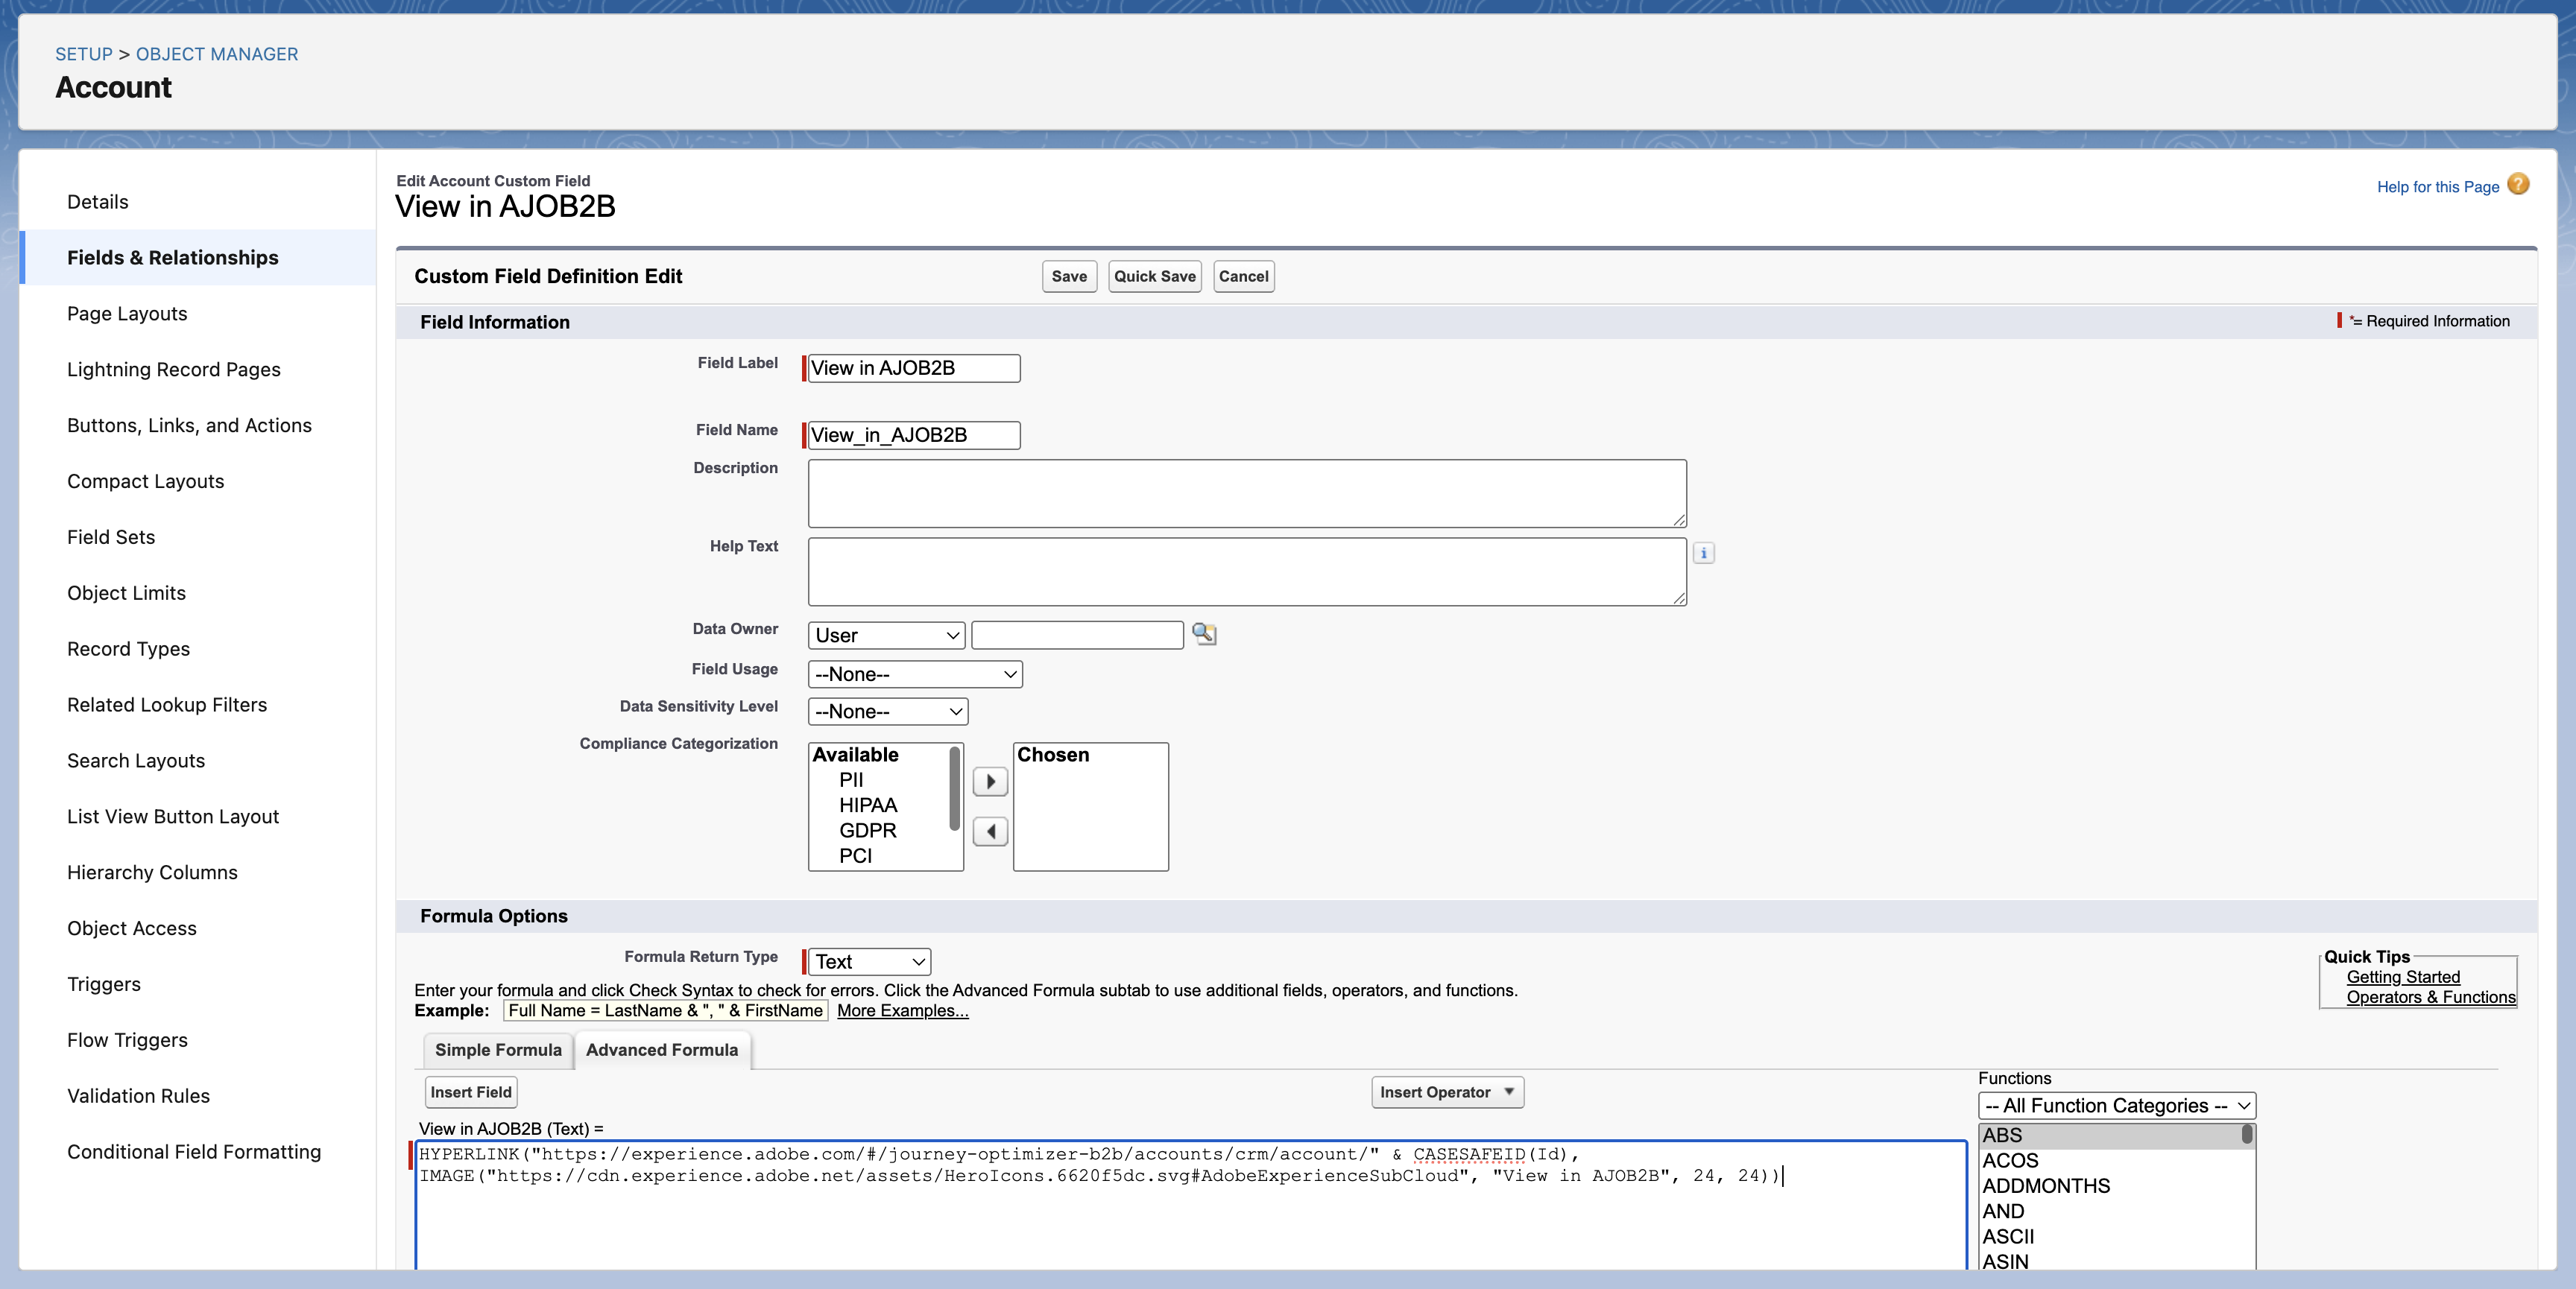 SETUP > OBJECT MANAGER
Account
Details
Fields & Relationships
Page Layouts
Lightning Record Pages
Buttons, Links, and Actions
Compact Layouts
Field Sets
Object Limits
Record Types
Related Lookup Filters
Search Layouts
List View Button Layout
Hierarchy Columns
Object Access
Triggers
Flow Triggers
Validation Rules
Conditional Field Formatting
Edit Account Custom Field
View in AJOB2B
Help for this Page ?
Custom Field Definition Edit
Save Quick Save Cancel
Field Information
*= Required Information
Field Label View in AJOB2B
Field Name View_in_AJOB2B
Description
Help Text
i
Data Owner User
Field Usage --None--
Data Sensitivity Level --None--
Compliance Categorization
Available
PII
HIPAA
GDPR
PCI
Chosen
Formula Options
Formula Return Type Text
Quick Tips
Getting Started
Operators & Functions
Enter your formula and click Check Syntax to check for errors. Click the Advanced Formula subtab to use additional fields, operators, and functions.
Example: Full Name = LastName & ", " & FirstName More Examples...
Simple Formula Advanced Formula
Insert Field Insert Operator
View in AJOB2B (Text) =
HYPERLINK("https://experience.adobe.com/#/journey-optimizer-b2b/accounts/crm/account/" & CASESAFEID(Id),
IMAGE("https://cdn.experience.adobe.net/assets/HeroIcons.6620f5dc.svg#AdobeExperienceSubCloud", "View in AJOB2B", 24, 24))
Functions
-- All Function Categories --
ABS
ACOS
ADDMONTHS
AND
ASCII
ASIN